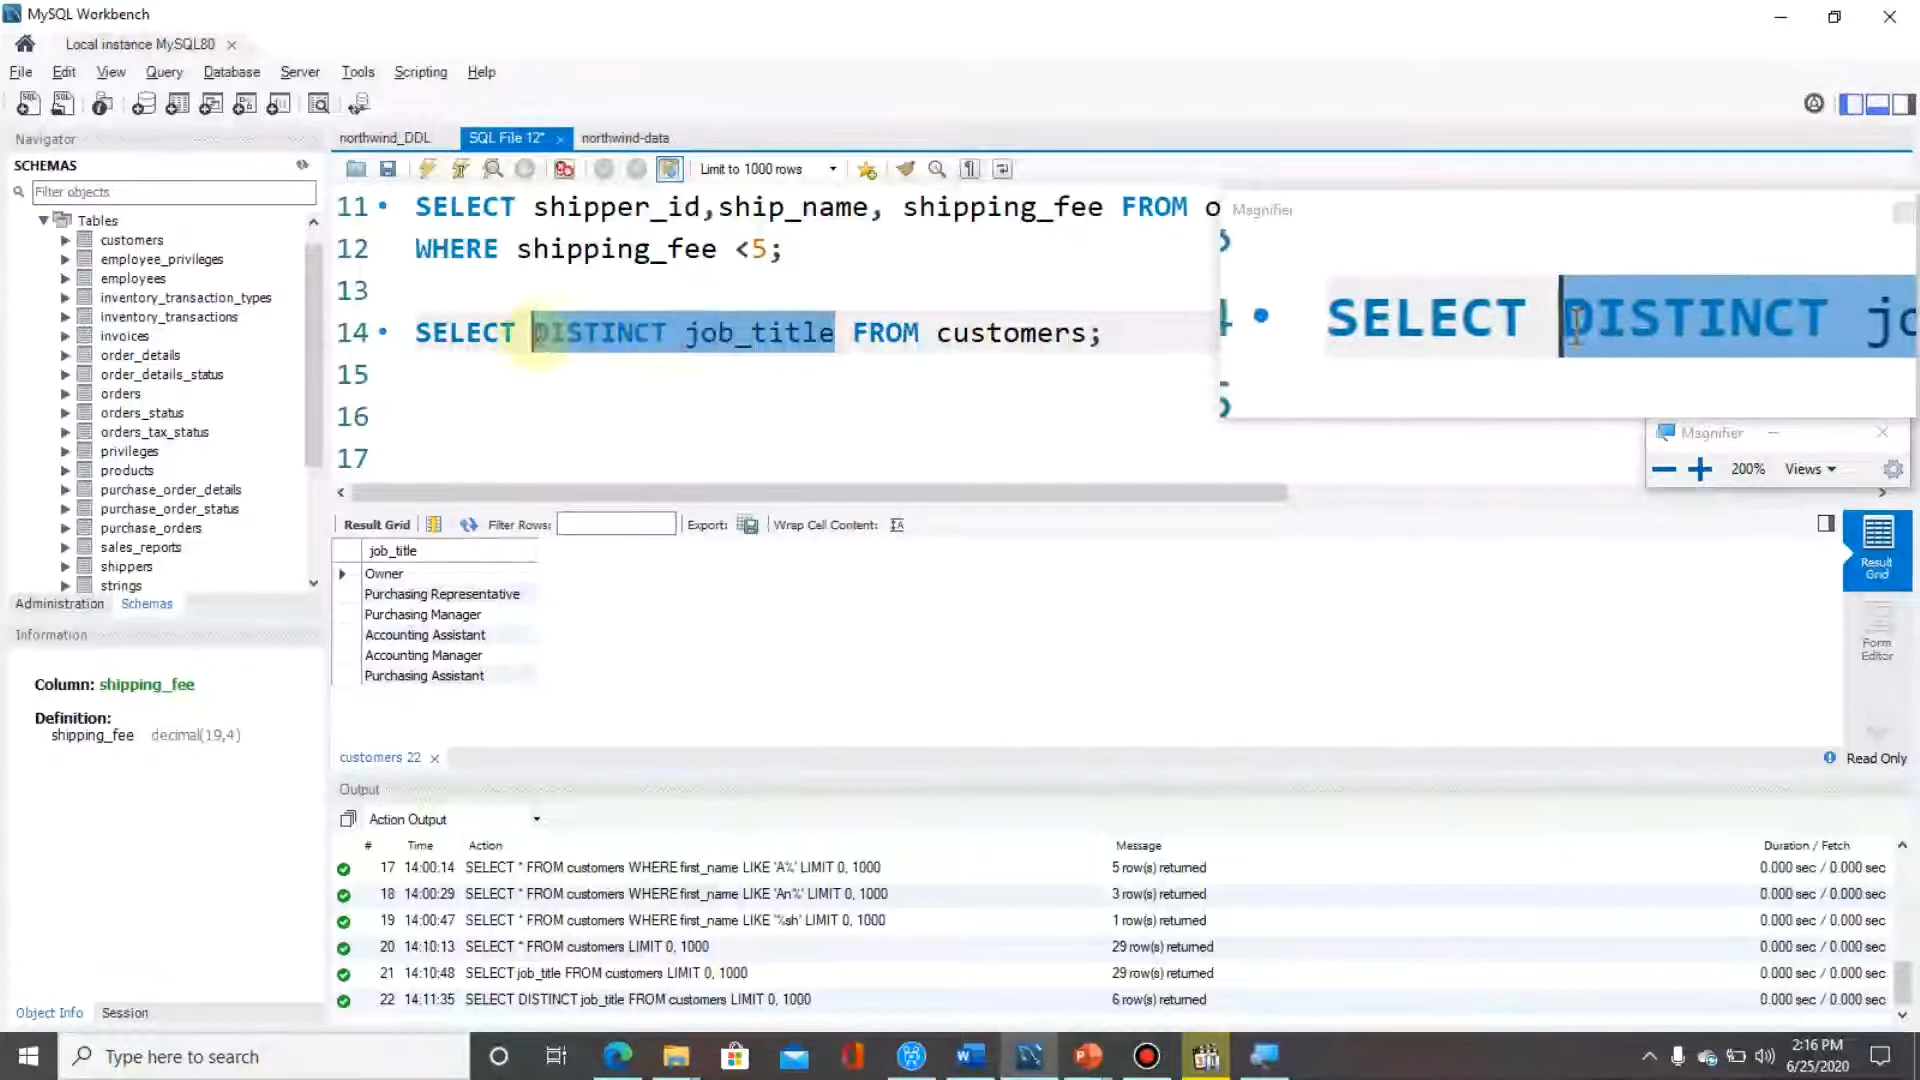 MySQL Workbench
Local instance MySQL80
File Edit View Query Database Server Tools Scripting Help
Navigator
SCHEMAS
Filter objects
Tables
customers
employee_privileges
employees
inventory_transaction_types
inventory_transactions
invoices
order_details
order_details_status
orders
orders_status
orders_tax_status
privileges
products
purchase_order_details
purchase_order_status
purchase_orders
sales_reports
shippers
strings
Administration Schemas
Information
Column: shipping_fee
Definition:
shipping_fee decimal(19,4)
Object Info Session
northwind_DDL SQL File 12* northwind-data
Limit to 1000 rows
11 SELECT shipper_id,ship_name, shipping_fee FROM o
12 WHERE shipping_fee <5;
13
14 SELECT DISTINCT job_title FROM customers;
15
16
17
Magnifier
SELECT DISTINCT jo
Magnifier
200% Views
Result Grid Filter Rows: Export: Wrap Cell Content:
job_title
Owner
Purchasing Representative
Purchasing Manager
Accounting Assistant
Accounting Manager
Purchasing Assistant
Result Grid
Form Editor
customers 22
Read Only
Output
Action Output
# Time Action Message Duration / Fetch
17 14:00:14 SELECT * FROM customers WHERE first_name LIKE 'A%' LIMIT 0, 1000 5 row(s) returned 0.000 sec / 0.000 sec
18 14:00:29 SELECT * FROM customers WHERE first_name LIKE 'An%' LIMIT 0, 1000 3 row(s) returned 0.000 sec / 0.000 sec
19 14:00:47 SELECT * FROM customers WHERE first_name LIKE '%sh' LIMIT 0, 1000 1 row(s) returned 0.000 sec / 0.000 sec
20 14:10:13 SELECT * FROM customers LIMIT 0, 1000 29 row(s) returned 0.000 sec / 0.000 sec
21 14:10:48 SELECT job_title FROM customers LIMIT 0, 1000 29 row(s) returned 0.000 sec / 0.000 sec
22 14:11:35 SELECT DISTINCT job_title FROM customers LIMIT 0, 1000 6 row(s) returned 0.000 sec / 0.000 sec
Type here to search
2:16 PM
6/25/2020